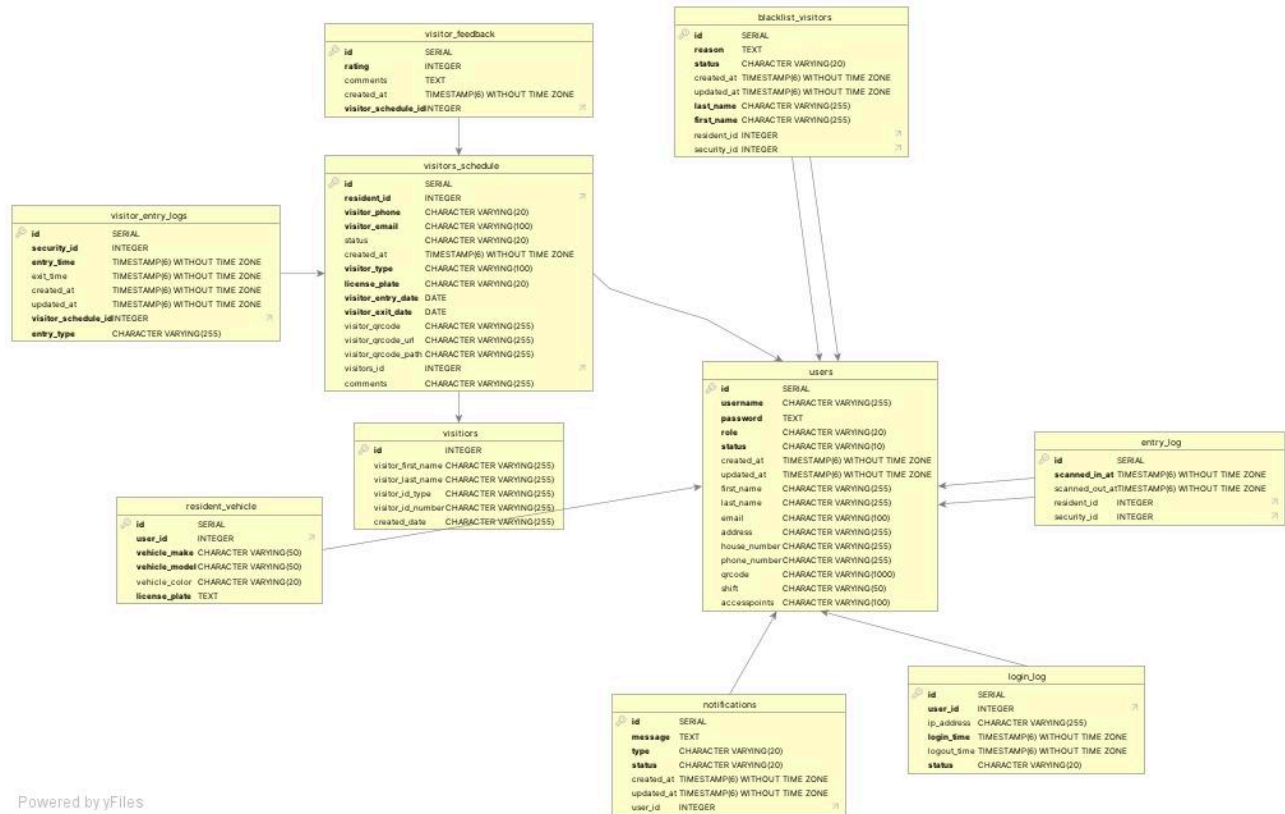 blacklist_visitors
id SERIAL
reason TEXT
status CHARACTER VARYING(20)
created_at TIMESTAMP(6) WITHOUT TIME ZONE
updated_at TIMESTAMP(6) WITHOUT TIME ZONE
last_name CHARACTER VARYING(255)
first_name CHARACTER VARYING(255)
resident_id INTEGER
security_id INTEGER
visitor_feedback
id SERIAL
rating INTEGER
comments TEXT
created_at TIMESTAMP(6) WITHOUT TIME ZONE
visitor_schedule_id INTEGER
visitors_schedule
id SERIAL
resident_id INTEGER
visitor_phone CHARACTER VARYING(20)
visitor_email CHARACTER VARYING(100)
status CHARACTER VARYING(20)
created_at TIMESTAMP(6) WITHOUT TIME ZONE
visitor_type CHARACTER VARYING(100)
license_plate CHARACTER VARYING(20)
visitor_entry_date DATE
visitor_exit_date DATE
visitor_qrcode CHARACTER VARYING(255)
visitor_qrcode_url CHARACTER VARYING(255)
visitor_qrcode_path CHARACTER VARYING(255)
visitors_id INTEGER
comments CHARACTER VARYING(255)
visitor_entry_logs
id SERIAL
security_id INTEGER
entry_time TIMESTAMP(6) WITHOUT TIME ZONE
exit_time TIMESTAMP(6) WITHOUT TIME ZONE
created_at TIMESTAMP(6) WITHOUT TIME ZONE
updated_at TIMESTAMP(6) WITHOUT TIME ZONE
visitor_schedule_id INTEGER
entry_type CHARACTER VARYING(255)
users
id SERIAL
username CHARACTER VARYING(255)
password TEXT
role CHARACTER VARYING(20)
status CHARACTER VARYING(10)
created_at TIMESTAMP(6) WITHOUT TIME ZONE
updated_at TIMESTAMP(6) WITHOUT TIME ZONE
first_name CHARACTER VARYING(255)
last_name CHARACTER VARYING(255)
email CHARACTER VARYING(100)
address CHARACTER VARYING(255)
house_number CHARACTER VARYING(255)
phone_number CHARACTER VARYING(255)
qrcode CHARACTER VARYING(1000)
shift CHARACTER VARYING(50)
accesspoints CHARACTER VARYING(100)
visitiors
id INTEGER
visitor_first_name CHARACTER VARYING(255)
visitor_last_name CHARACTER VARYING(255)
visitor_id_type CHARACTER VARYING(255)
visitor_id_number CHARACTER VARYING(255)
created_date CHARACTER VARYING(255)
entry_log
id SERIAL
scanned_in_at TIMESTAMP(6) WITHOUT TIME ZONE
scanned_out_at TIMESTAMP(6) WITHOUT TIME ZONE
resident_id INTEGER
security_id INTEGER
resident_vehicle
id SERIAL
user_id INTEGER
vehicle_make CHARACTER VARYING(50)
vehicle_model CHARACTER VARYING(50)
vehicle_color CHARACTER VARYING(20)
license_plate TEXT
login_log
id SERIAL
user_id INTEGER
ip_address CHARACTER VARYING(255)
login_time TIMESTAMP(6) WITHOUT TIME ZONE
logout_time TIMESTAMP(6) WITHOUT TIME ZONE
status CHARACTER VARYING(20)
notifications
id SERIAL
message TEXT
type CHARACTER VARYING(20)
status CHARACTER VARYING(20)
created_at TIMESTAMP(6) WITHOUT TIME ZONE
updated_at TIMESTAMP(6) WITHOUT TIME ZONE
user_id INTEGER
Powered by yFiles